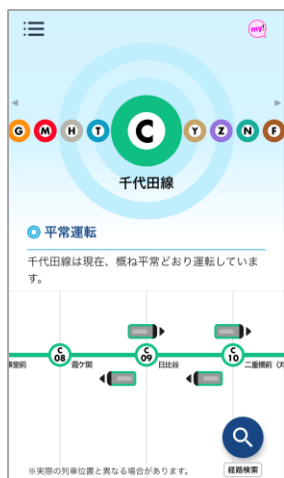 my!
G M H T C Y Z N F
千代田線
平常運転
千代田線は現在、概ね平常どおり運転していま
す。
C 08
C 09
C 10
霞ケ関
日比谷
二重橋前
※実際の列車位置と異なる場合があります。
経路検索